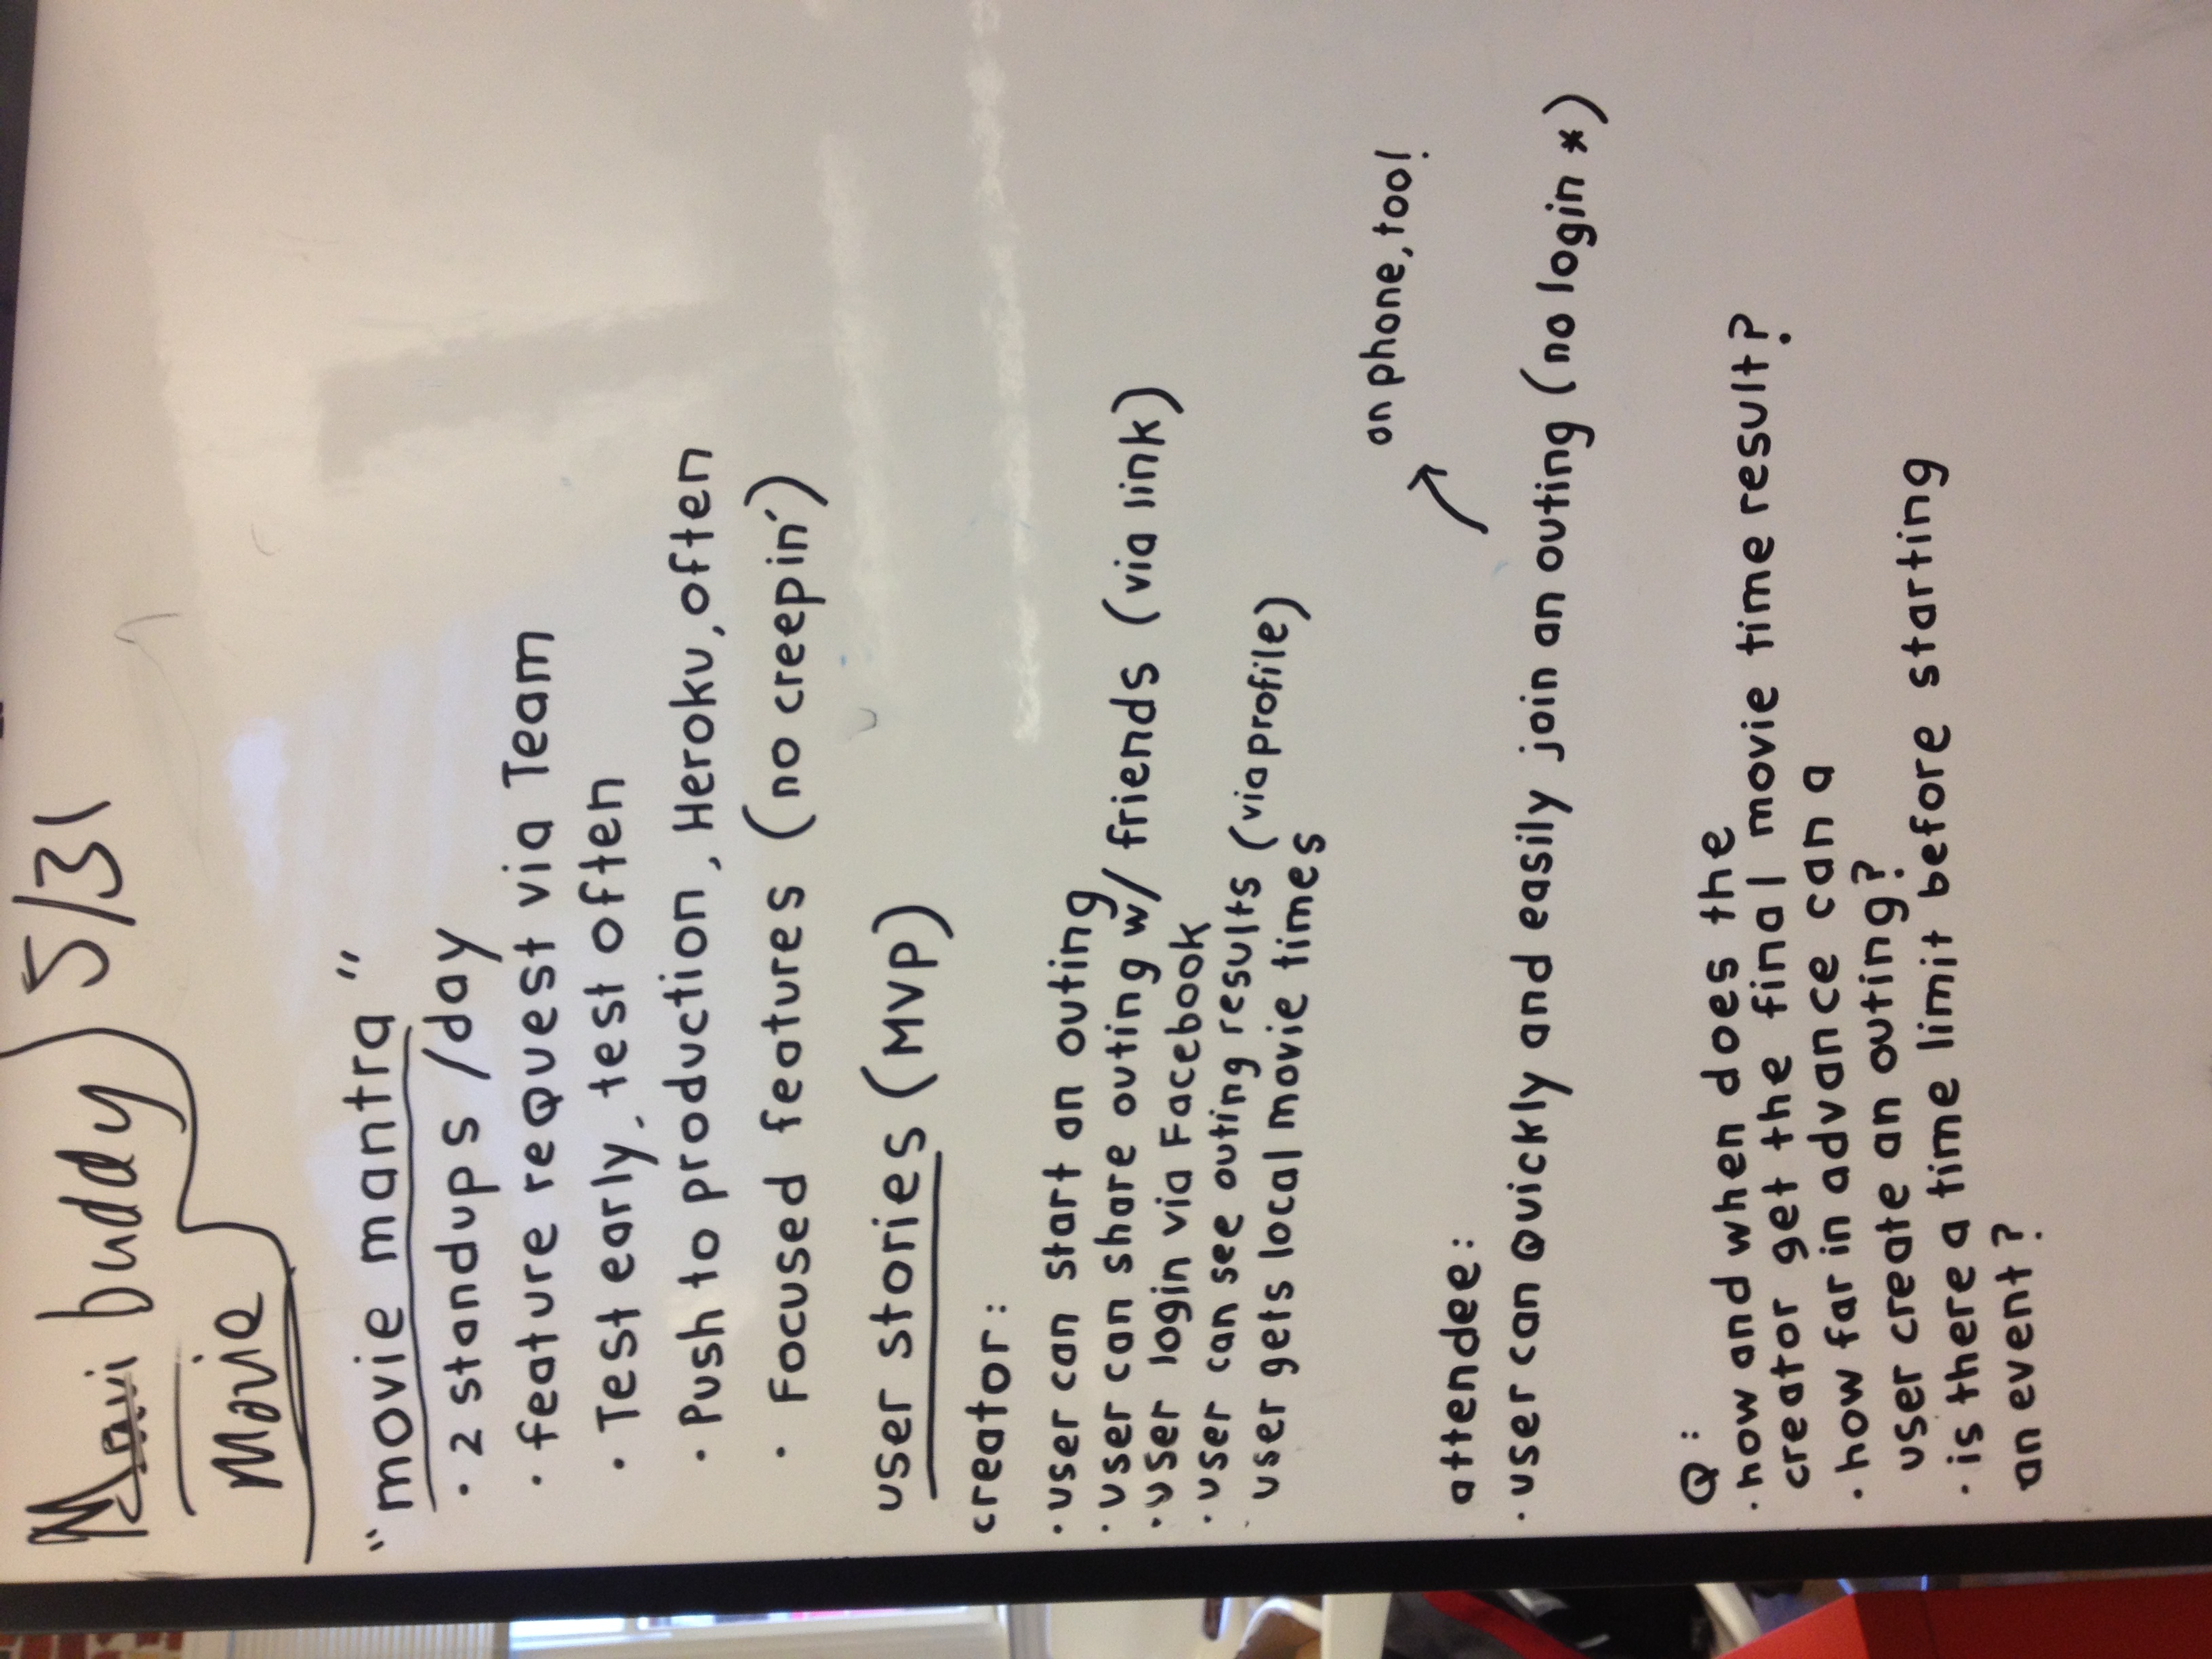 Movi buddy 5/31
Movie
"movie mantra"
· 2 standups /day
· feature request via Team
· Test early, test often
· Push to production, Heroku, often
· Focused features (no creepin')
user stories (MVP)
creator:
· user can start an outing
· user can share outing w/ friends (via link)
· user login via Facebook
· user can see outing results (via profile)
· user gets local movie times
on phone, too!
attendee:
· user can quickly and easily join an outing (no login *)
Q:
· how and when does the
creator get the final movie time result?
· how far in advance can a
user create an outing?
· is there a time limit before starting
an event?